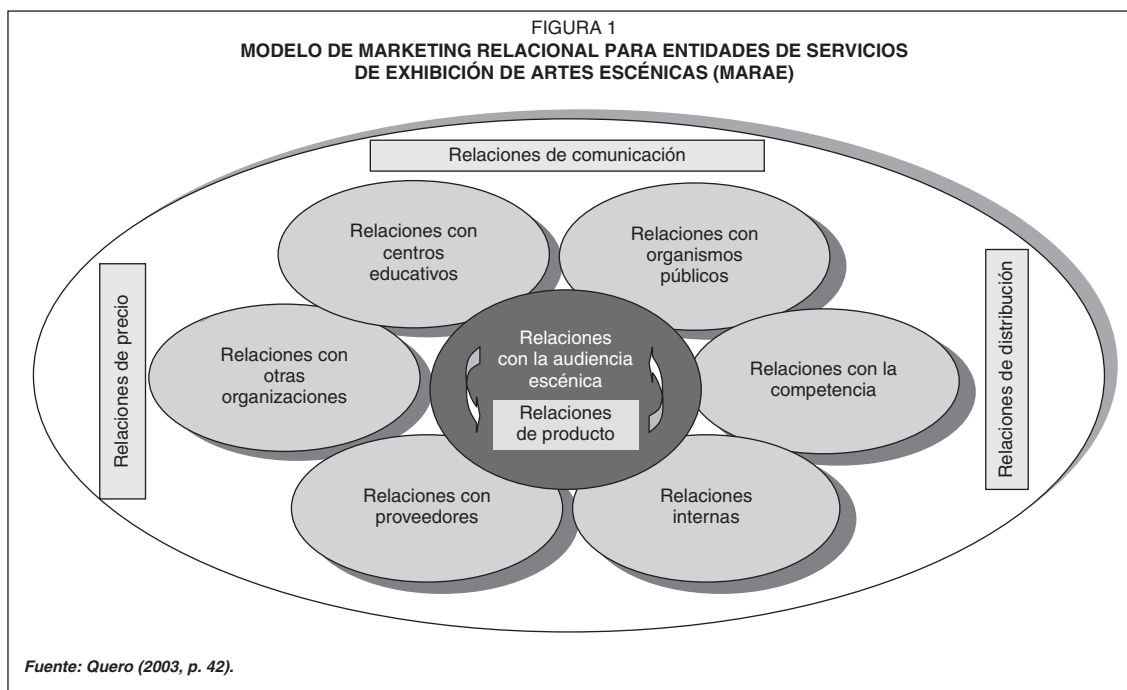 FIGURA 1
MODELO DE MARKETING RELACIONAL PARA ENTIDADES DE SERVICIOS
DE EXHIBICIÓN DE ARTES ESCÉNICAS (MARAE)
Relaciones de comunicación
Relaciones con
centros
educativos
Relaciones con
organismos
públicos
Relaciones de precio
Relaciones con
otras
organizaciones
Relaciones
con la audiencia
escénica
Relaciones
de producto
Relaciones con la
competencia
Relaciones de distribución
Relaciones con
proveedores
Relaciones
internas
Fuente: Quero (2003, p. 42).